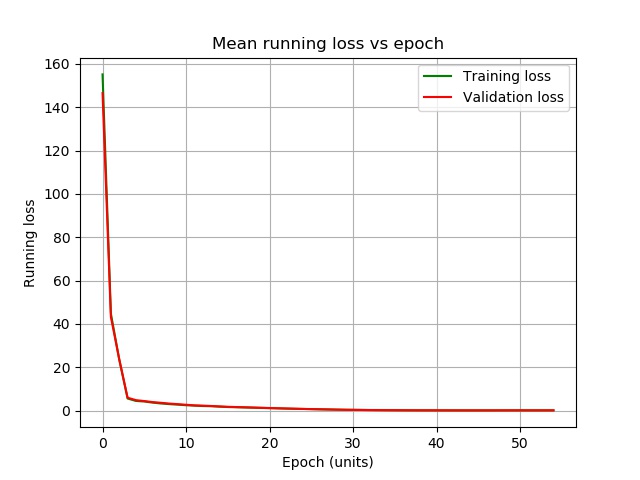 Mean running loss vs epoch
Training loss
Validation loss
160
140
120
100
80
60
40
20
0
Running loss
0 10 20 30 40 50
Epoch (units)